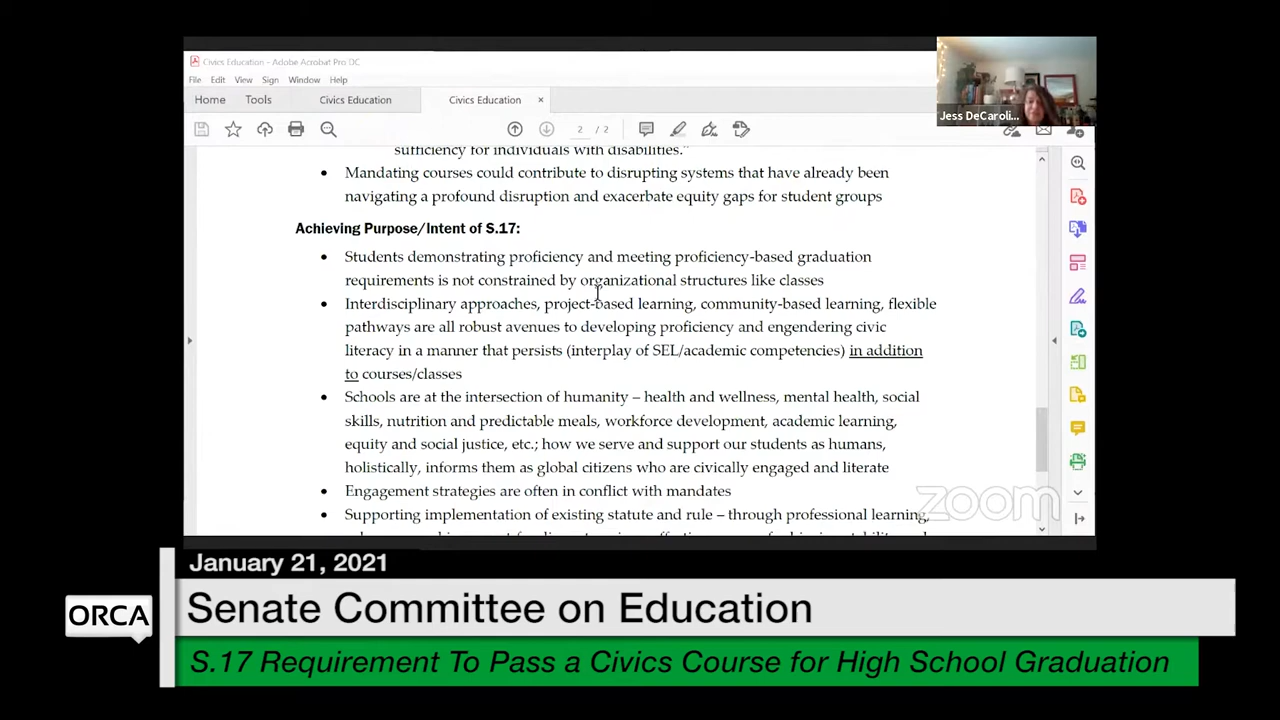 Civics Education - Adobe Acrobat Pro DC
File Edit View Sign Window Help
Home Tools Civics Education Civics Education ×
2 / 2
Jess DeCaroli...
sufficiency for individuals with disabilities."
• Mandating courses could contribute to disrupting systems that have already been
navigating a profound disruption and exacerbate equity gaps for student groups
Achieving Purpose/Intent of S.17:
• Students demonstrating proficiency and meeting proficiency-based graduation
requirements is not constrained by organizational structures like classes
• Interdisciplinary approaches, project-based learning, community-based learning, flexible
pathways are all robust avenues to developing proficiency and engendering civic
literacy in a manner that persists (interplay of SEL/academic competencies) in addition
to courses/classes
• Schools are at the intersection of humanity – health and wellness, mental health, social
skills, nutrition and predictable meals, workforce development, academic learning,
equity and social justice, etc.; how we serve and support our students as humans,
holistically, informs them as global citizens who are civically engaged and literate
• Engagement strategies are often in conflict with mandates
• Supporting implementation of existing statute and rule – through professional learning,
zoom
January 21, 2021
ORCA
Senate Committee on Education
S.17 Requirement To Pass a Civics Course for High School Graduation